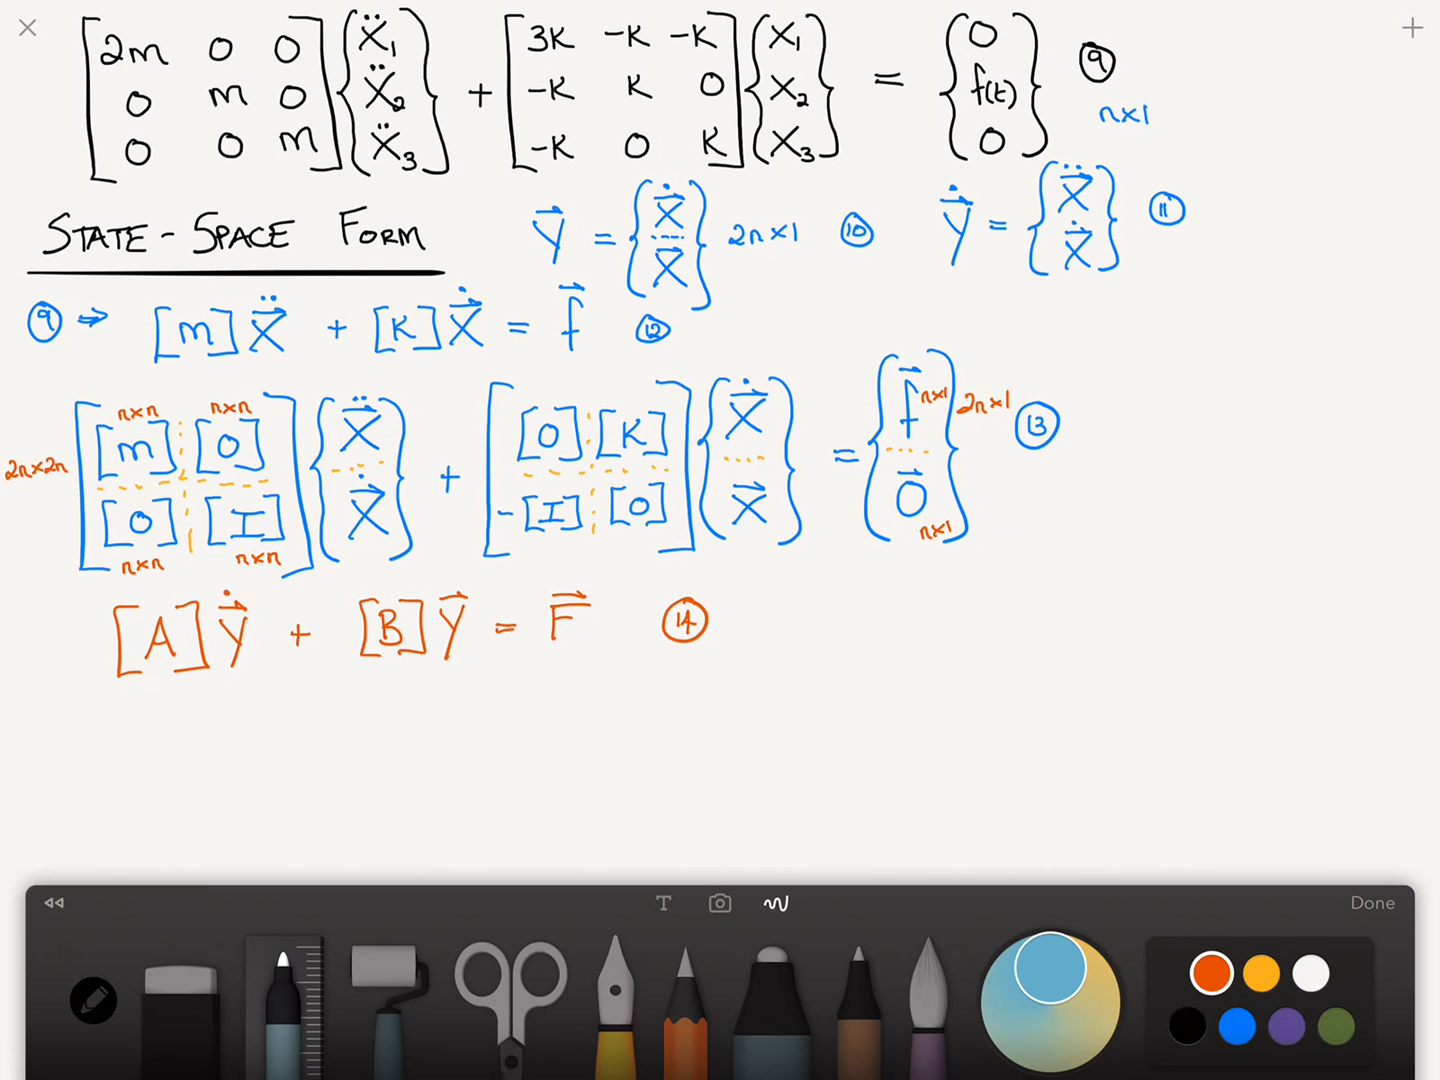 [2m 0 0; 0 m 0; 0 0 m] {Ẍ₁; Ẍ₂; Ẍ₃} + [3K -K -K; -K K 0; -K 0 K] {X₁; X₂; X₃} = {0; f(t); 0} ⑨
n×1
STATE-SPACE FORM
Y⃗ = {Ẋ⃗; X⃗} 2n×1 ⑩
Ẏ⃗ = {Ẍ⃗; Ẋ⃗} ⑪
⑨ ⇒ [m]Ẍ⃗ + [K]Ẋ⃗ = f⃗ ⑫
2n×2n [[m] n×n [0] n×n; [0] n×n [I] n×n] {Ẍ⃗; Ẋ⃗} + [[0] [K]; -[I] [0]] {Ẋ⃗; X⃗} = {f⃗ n×1; 0⃗ n×1} 2n×1 ⑬
[A]Ẏ⃗ + [B]Y⃗ = F⃗ ⑭
T
Done